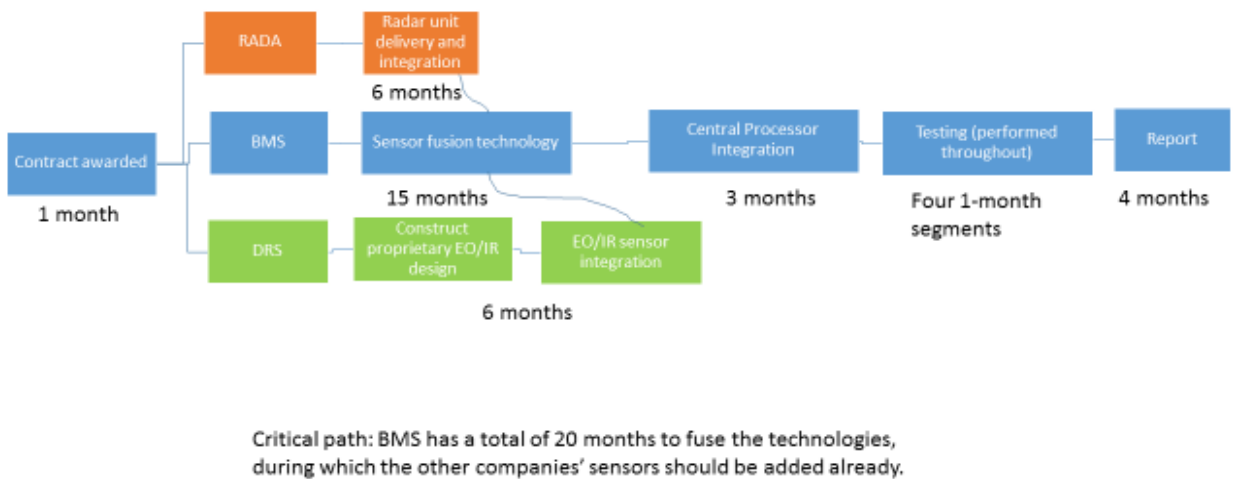 RADA
Radar unit
delivery and
integration
6 months
Contract awarded
1 month
BMS
Sensor fusion technology
15 months
Central Processor
Integration
3 months
Testing (performed
throughout)
Four 1-month
segments
Report
4 months
DRS
Construct
proprietary EO/IR
design
EO/IR sensor
integration
6 months
Critical path: BMS has a total of 20 months to fuse the technologies,
during which the other companies’ sensors should be added already.